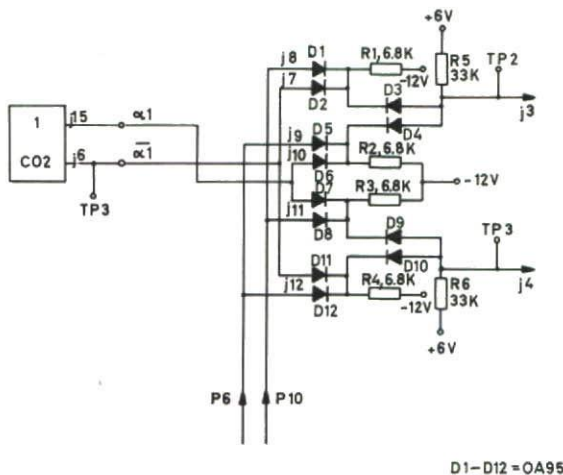 +6V
j8 D1 R1, 6.8K R5 33K TP2
j7 -12V
D2 D3 j3
1 j15 α1
j9 D5 D4
j10 R2, 6.8K
CO2 j6 α1
D6
D7 R3, 6.8K -12V
TP3
j11 D8 D9 TP3
D11 D10
j12 R4, 6.8K R6 33K j4
D12 -12V
+6V
P6 P10
D1-D12 = OA95